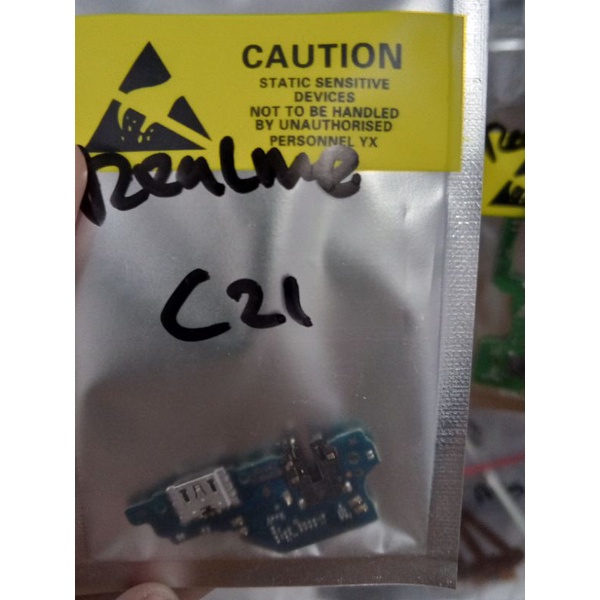 CAUTION
STATIC SENSITIVE
DEVICES
NOT TO BE HANDLED
BY UNAUTHORISED
PERSONNEL YX
Realme
C21